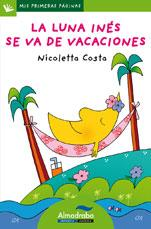 MIS PRIMERAS PÁGINAS
LA LUNA INÉS
SE VA DE VACACIONES
Nicoletta Costa
Almadraba